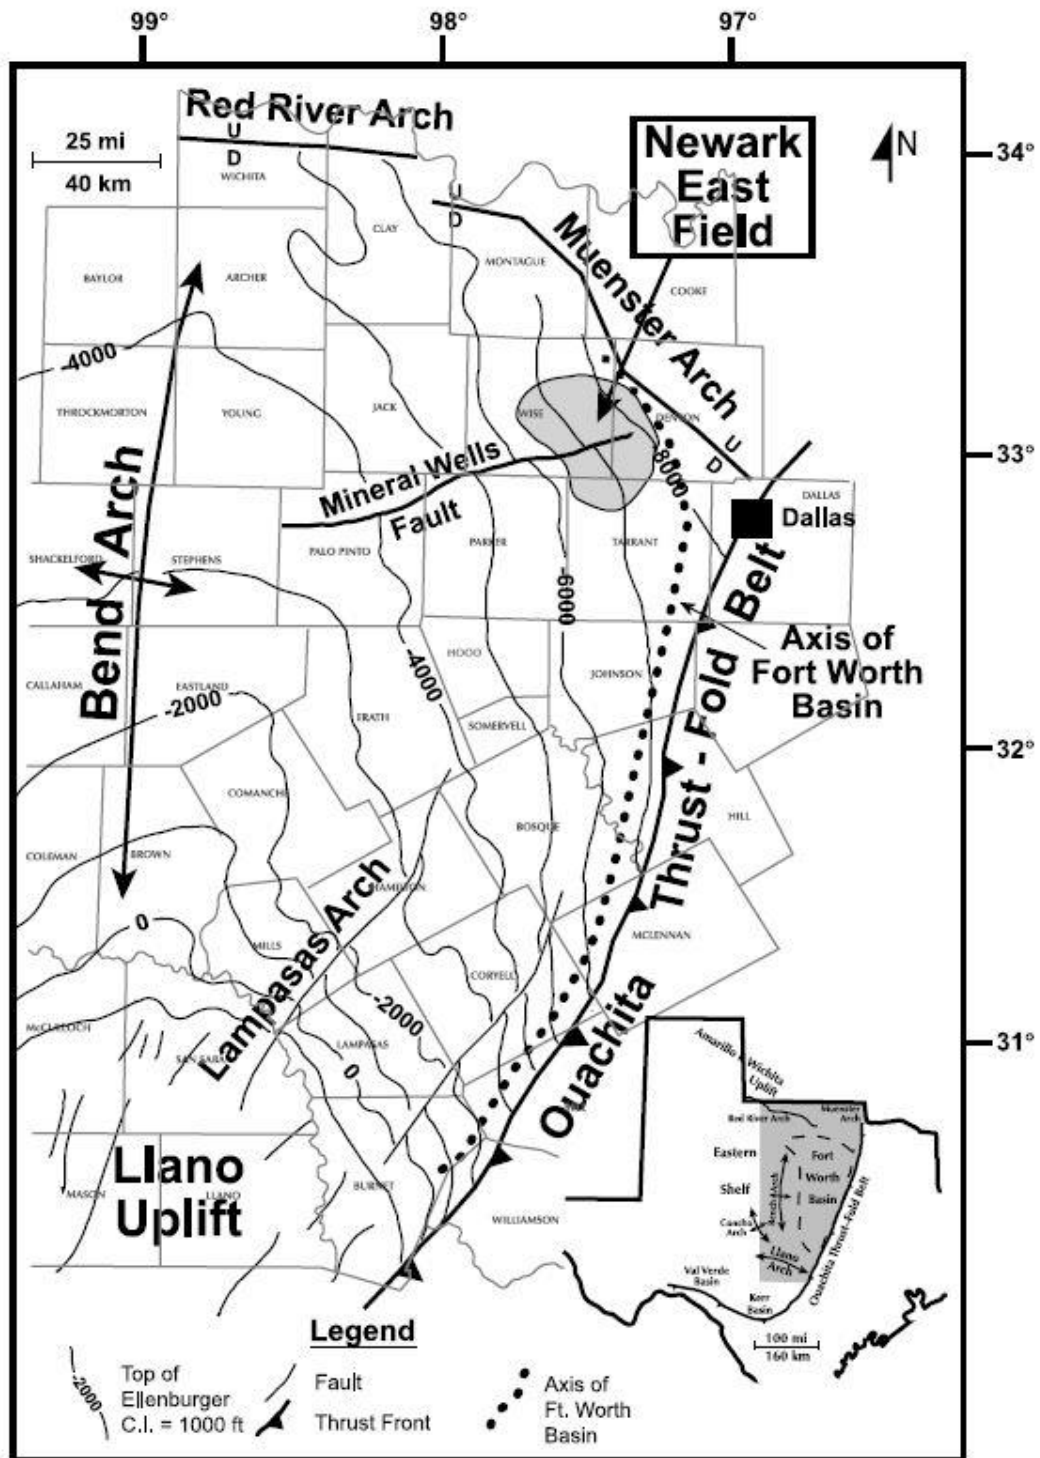 99°
98°
97°
Red River Arch
U
D
25 mi
40 km
Newark
East
Field
N
34°
WICHITA
CLAY
U
D
Muenster Arch
MONTAGUE
COOKE
BAYLOR
ARCHER
-4000
THROCKMORTON
YOUNG
JACK
WISE
DENTON
U
D
33°
Mineral Wells
Fault
-8000
DALLAS
Dallas
Bend Arch
SHACKELFORD
STEPHENS
PALO PINTO
PARKER
TARRANT
-6000
Axis of
Fort Worth
Basin
HOOD
JOHNSON
-4000
CALLAHAM
EASTLAND
-2000
ERATH
SOMERVELL
32°
COMANCHE
BOSQUE
HILL
COLEMAN
BROWN
HAMILTON
0
MILLS
Lampasas Arch
MCLENNAN
CORYELL
-2000
Ouachita Thrust - Fold Belt
McCULLOCH
SAN SABA
LAMPASAS
0
31°
Llano
Uplift
MASON
LLANO
BURNET
WILLIAMSON
Amarillo Wichita
Uplift
Red River Arch
Muenster
Arch
Eastern
Shelf
Fort
Worth
Basin
Bend Arch
Concho
Arch
Llano
Arch
Ouachita Thrust-Fold Belt
Val Verde
Basin
Kerr
Basin
100 mi
160 km
Legend
-2000
Top of
Ellenburger
C.I. = 1000 ft
Fault
Thrust Front
Axis of
Ft. Worth
Basin